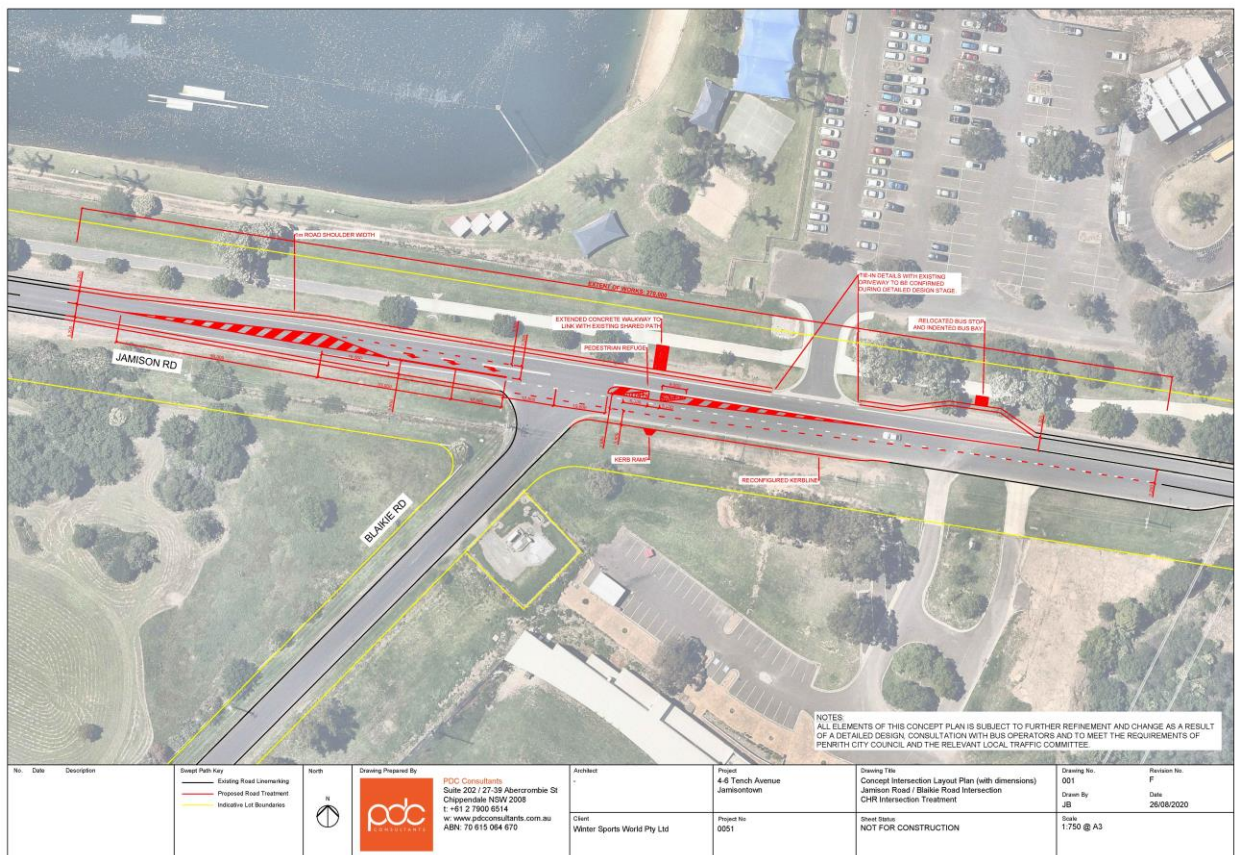 1m ROAD SHOULDER WIDTH
EXTENT OF WORKS: 270,000
TIE-IN DETAILS WITH EXISTING
DRIVEWAY TO BE CONFIRMED
DURING DETAILED DESIGN STAGE.
EXTENDED CONCRETE WALKWAY TO
LINK WITH EXISTING SHARED PATH
RELOCATED BUS STOP
AND INDENTED BUS BAY
PEDESTRIAN REFUGE
JAMISON RD
KERB RAMP
RECONFIGURED KERBLINE
BLAIKIE RD
NOTES:
ALL ELEMENTS OF THIS CONCEPT PLAN IS SUBJECT TO FURTHER REFINEMENT AND CHANGE AS A RESULT
OF A DETAILED DESIGN, CONSULTATION WITH BUS OPERATORS AND TO MEET THE REQUIREMENTS OF
PENRITH CITY COUNCIL AND THE RELEVANT LOCAL TRAFFIC COMMITTEE.
No. Date Description
Swept Path Key
Existing Road Linemarking
Proposed Road Treatment
Indicative Lot Boundaries
North
N
Drawing Prepared By
pdc
CONSULTANTS
PDC Consultants
Suite 202 / 27-39 Abercrombie St
Chippendale NSW 2008
t: +61 2 7900 6514
w: www.pdcconsultants.com.au
ABN: 70 615 064 670
Architect
-
Client
Winter Sports World Pty Ltd
Project
4-6 Tench Avenue
Jamisontown
Project No
0051
Drawing Title
Concept Intersection Layout Plan (with dimensions)
Jamison Road / Blaikie Road Intersection
CHR Intersection Treatment
Sheet Status
NOT FOR CONSTRUCTION
Drawing No.
001
Revision No.
F
Drawn By
JB
Date
26/08/2020
Scale
1:750 @ A3